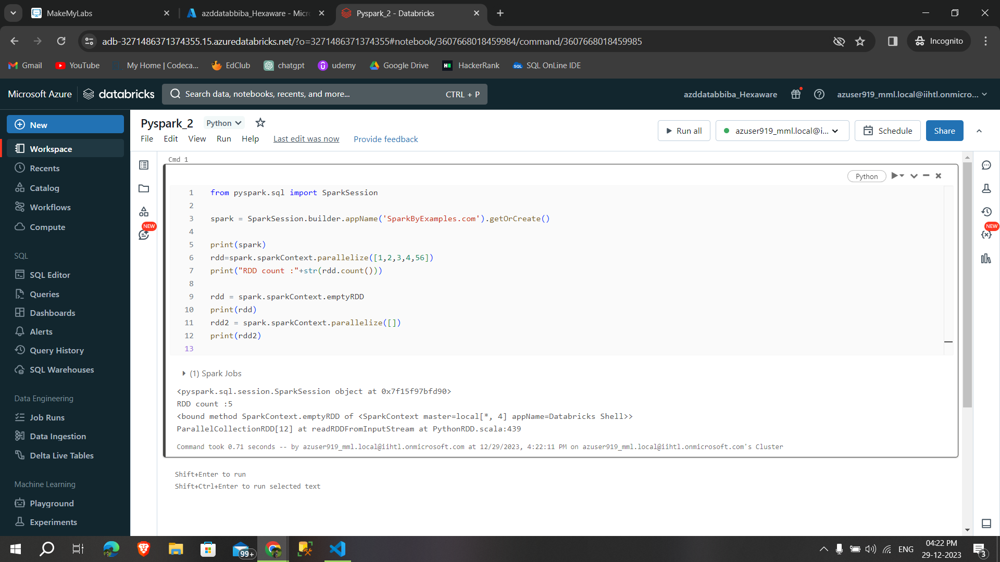 MakeMyLabs
azddatabbiba_Hexaware - Micro
Pyspark_2 - Databricks
adb-3271486371374355.15.azuredatabricks.net/?o=3271486371374355#notebook/3607668018459984/command/3607668018459985
Incognito
Gmail
YouTube
My Home | Codeca...
EdClub
chatgpt
udemy
Google Drive
HackerRank
SQL OnLine IDE
Microsoft Azure
databricks
Search data, notebooks, recents, and more...
CTRL + P
azddatabbiba_Hexaware
azuser919_mml.local@iihtl.onmicro...
New
Workspace
Recents
Catalog
Workflows
Compute
SQL
SQL Editor
Queries
Dashboards
Alerts
Query History
SQL Warehouses
Data Engineering
Job Runs
Data Ingestion
Delta Live Tables
Machine Learning
Playground
Experiments
Pyspark_2
Python
File Edit View Run Help Last edit was now Provide feedback
Run all
azuser919_mml.local@i...
Schedule
Share
NEW
NEW
Cmd 1
Python
1 from pyspark.sql import SparkSession
2
3 spark = SparkSession.builder.appName('SparkByExamples.com').getOrCreate()
4
5 print(spark)
6 rdd=spark.sparkContext.parallelize([1,2,3,4,56])
7 print("RDD count :"+str(rdd.count()))
8
9 rdd = spark.sparkContext.emptyRDD
10 print(rdd)
11 rdd2 = spark.sparkContext.parallelize([])
12 print(rdd2)
13
(1) Spark Jobs
<pyspark.sql.session.SparkSession object at 0x7f15f97bfd90>
RDD count :5
<bound method SparkContext.emptyRDD of <SparkContext master=local[*, 4] appName=Databricks Shell>>
ParallelCollectionRDD[12] at readRDDFromInputStream at PythonRDD.scala:439
Command took 0.71 seconds -- by azuser919_mml.local@iihtl.onmicrosoft.com at 12/29/2023, 4:22:11 PM on azuser919_mml.local@iihtl.onmicrosoft.com's Cluster
Shift+Enter to run
Shift+Ctrl+Enter to run selected text
99+
ENG
04:22 PM
29-12-2023
3